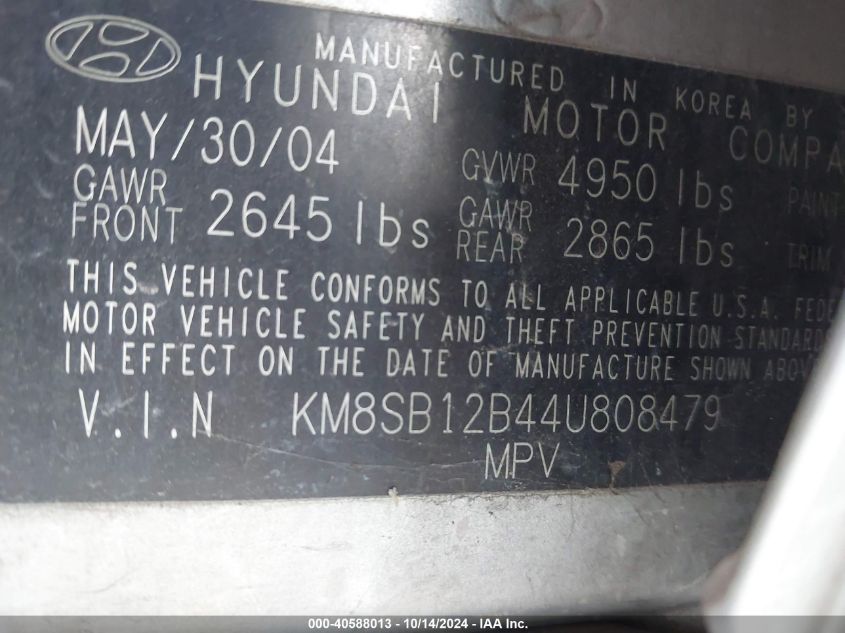 MANUFACTURED IN KOREA BY
HYUNDAI MOTOR COMPA
MAY/30/04 GVWR 4950 lbs PAINT
GAWR FRONT 2645 lbs GAWR REAR 2865 lbs TRIM
THIS VEHICLE CONFORMS TO ALL APPLICABLE U.S.A. FEDE
MOTOR VEHICLE SAFETY AND THEFT PREVENTION STANDARD
IN EFFECT ON THE DATE OF MANUFACTURE SHOWN ABOV
V.I.N KM8SB12B44U808479
MPV
000-40588013 - 10/14/2024 - IAA Inc.